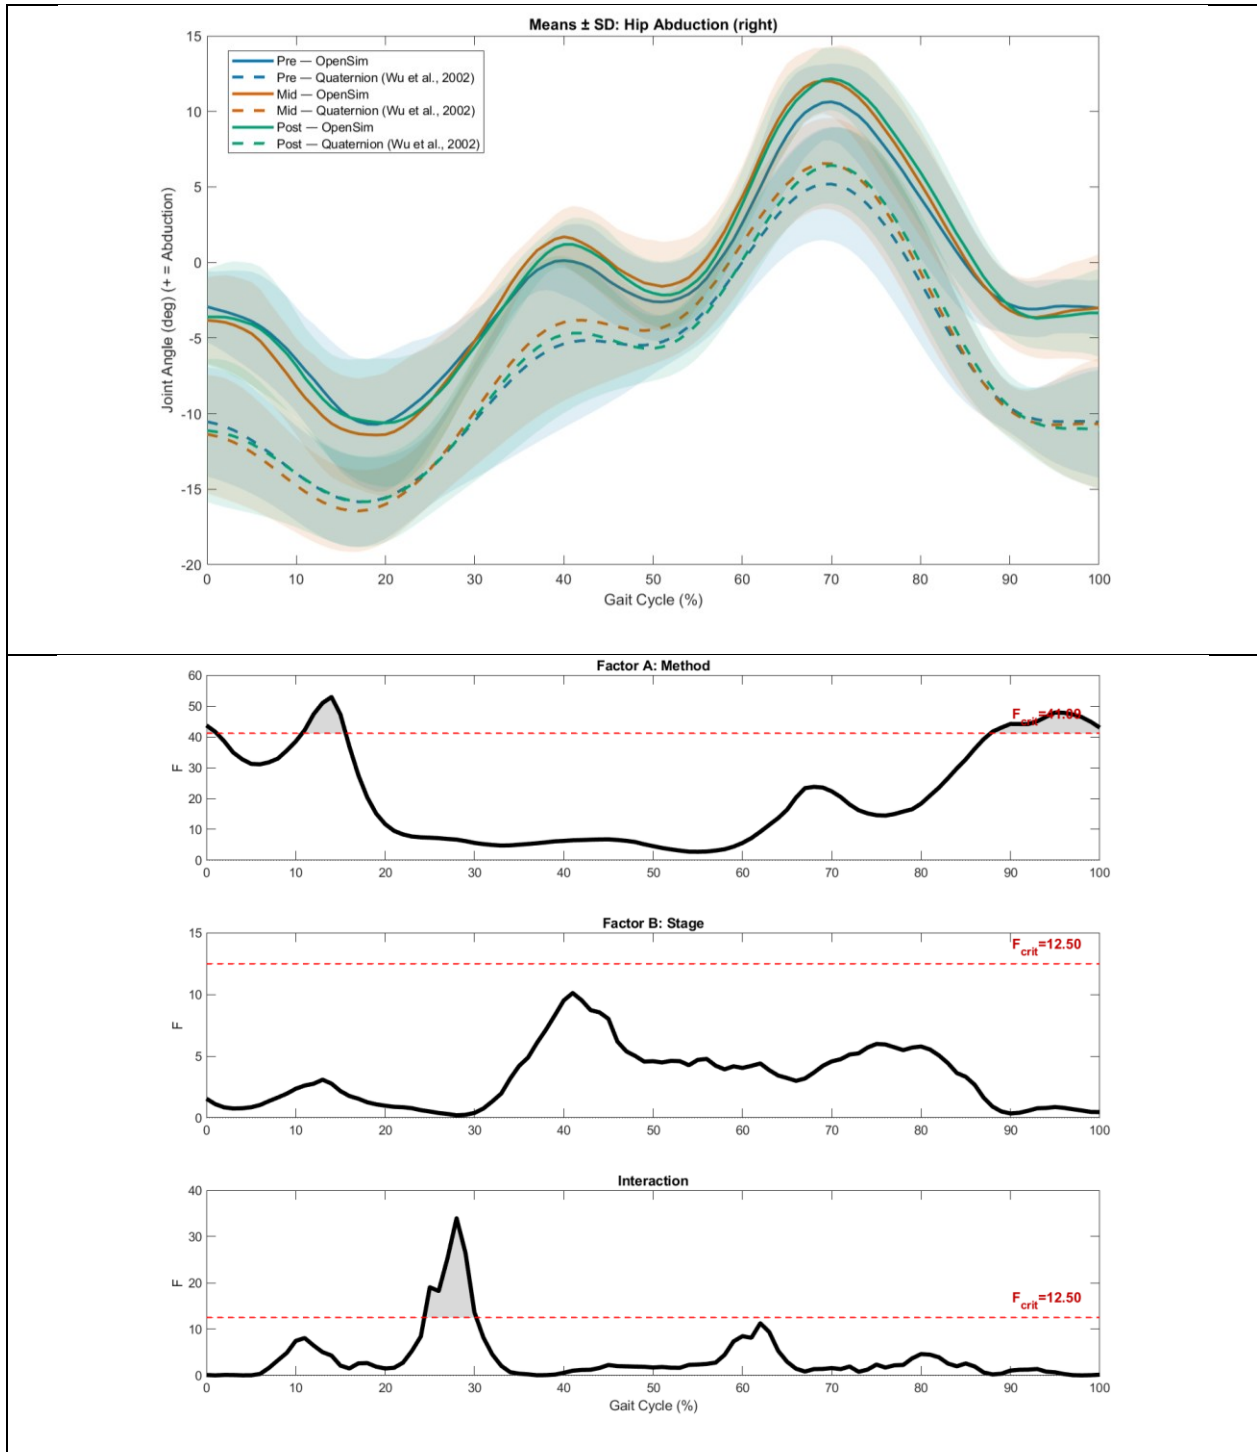 Means ± SD: Hip Abduction (right)
15
10
5
0
-5
-10
-15
-20
Joint Angle (deg) (+ = Abduction)
Pre — OpenSim
Pre — Quaternion (Wu et al., 2002)
Mid — OpenSim
Mid — Quaternion (Wu et al., 2002)
Post — OpenSim
Post — Quaternion (Wu et al., 2002)
0 10 20 30 40 50 60 70 80 90 100
Gait Cycle (%)
Factor A: Method
60
50
40
30
20
10
0
F
0 10 20 30 40 50 60 70 80 90 100
Factor B: Stage
15
10
5
0
F
Fcrit=12.50
0 10 20 30 40 50 60 70 80 90 100
Interaction
40
30
20
10
0
F
Fcrit=12.50
0 10 20 30 40 50 60 70 80 90 100
Gait Cycle (%)